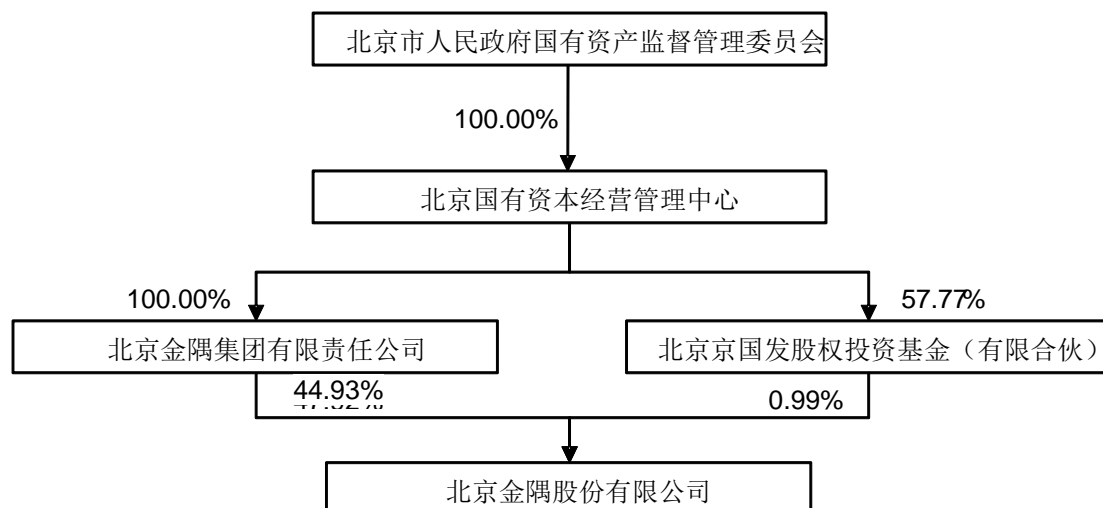 北京市人民政府国有资产监督管理委员会
100.00%
北京国有资本经营管理中心
100.00%
57.77%
北京金隅集团有限责任公司
北京京国发股权投资基金（有限合伙）
44.93%
0.99%
北京金隅股份有限公司